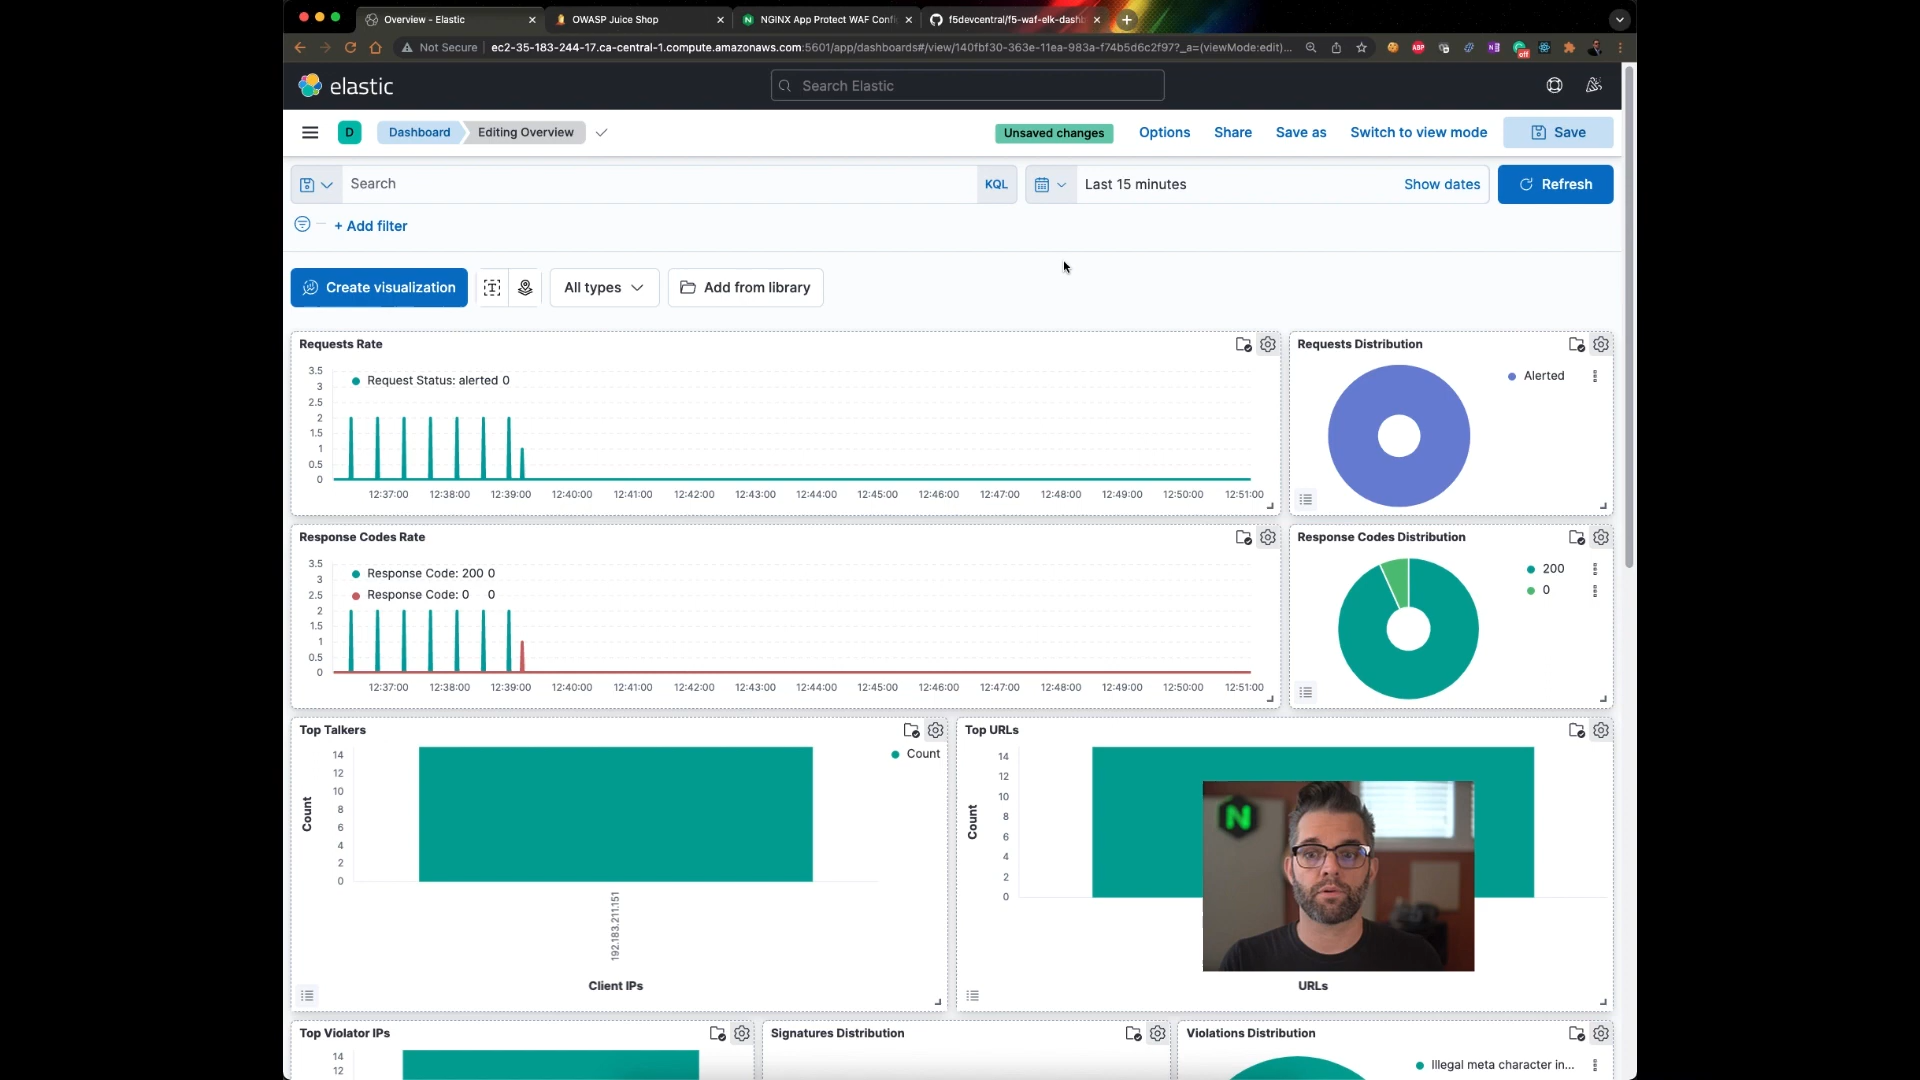 Overview - Elastic
OWASP Juice Shop
NGINX App Protect WAF Confi
f5devcentral/f5-waf-elk-dashb
Not Secure
ec2-35-183-244-17.ca-central-1.compute.amazonaws.com:5601/app/dashboards#/view/140fbf30-363e-11ea-983a-f74b5d6c2f97?_a=(viewMode:edit)...
ABP
off
elastic
Search Elastic
D
Dashboard
Editing Overview
Unsaved changes
Options
Share
Save as
Switch to view mode
Save
Search
KQL
Last 15 minutes
Show dates
Refresh
+ Add filter
Create visualization
All types
Add from library
Requests Rate
3.5
3
2.5
2
1.5
1
0.5
0
Request Status: alerted 0
12:37:00 12:38:00 12:39:00 12:40:00 12:41:00 12:42:00 12:43:00 12:44:00 12:45:00 12:46:00 12:47:00 12:48:00 12:49:00 12:50:00 12:51:00
Requests Distribution
Alerted
Response Codes Rate
3.5
3
2.5
2
1.5
1
0.5
0
Response Code: 200 0
Response Code: 0 0
12:37:00 12:38:00 12:39:00 12:40:00 12:41:00 12:42:00 12:43:00 12:44:00 12:45:00 12:46:00 12:47:00 12:48:00 12:49:00 12:50:00 12:51:00
Response Codes Distribution
200
0
Top Talkers
Count
14
12
10
8
6
4
2
0
Count
192.183.211.151
Client IPs
Top URLs
14
12
10
8
6
4
2
0
Count
N
URLs
Top Violator IPs
14
12
Signatures Distribution
Violations Distribution
Illegal meta character in...